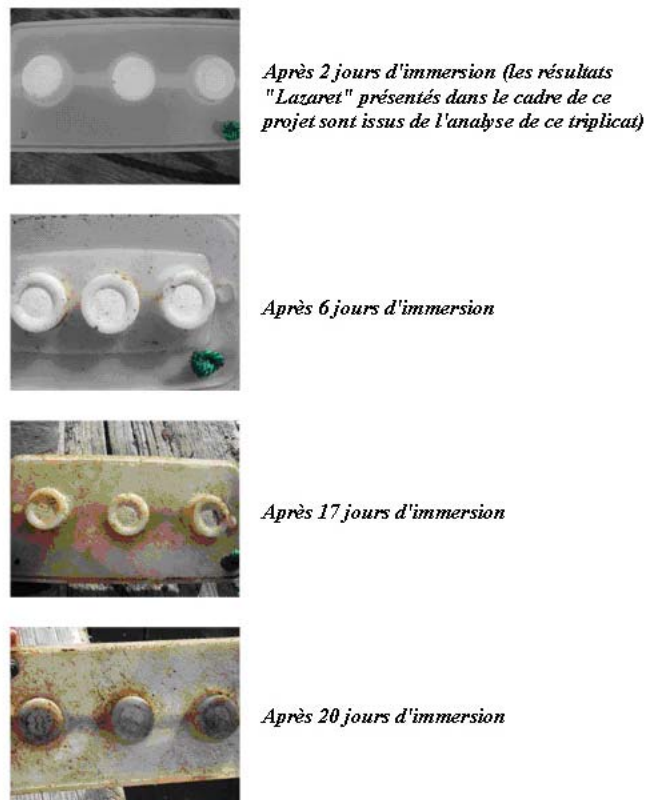 Après 2 jours d'immersion (les résultats
"Lazaret" présentés dans le cadre de ce
projet sont issus de l'analyse de ce triplicat)
Après 6 jours d'immersion
Après 17 jours d'immersion
Après 20 jours d'immersion